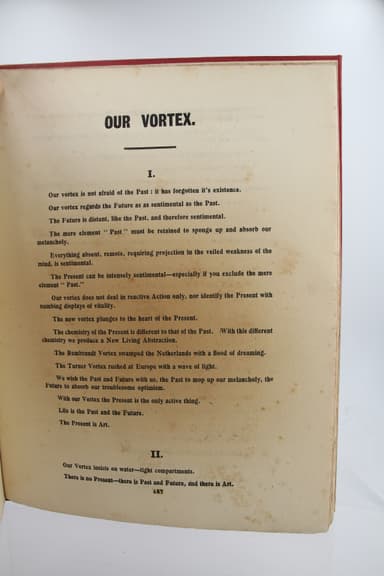 OUR VORTEX.
I.
Our vortex is not afraid of the Past : it has forgotten it's existence.
Our vortex regards the Future as as sentimental as the Past.
The Future is distant, like the Past, and therefore sentimental.
The mere element " Past " must be retained to sponge up and absorb our
melancholy.
Everything absent, remote, requiring projection in the veiled weakness of the
mind, is sentimental.
The Present can be intensely sentimental—especially if you exclude the mere
element " Past."
Our vortex does not deal in reactive Action only, nor identify the Present with
numbing displays of vitality.
The new vortex plunges to the heart of the Present.
The chemistry of the Present is different to that of the Past. With this different
chemistry we produce a New Living Abstraction.
The Rembrandt Vortex swamped the Netherlands with a flood of dreaming.
The Turner Vortex rushed at Europe with a wave of light.
We wish the Past and Future with us, the Past to mop up our melancholy, the
Future to absorb our troublesome optimism.
With our Vortex the Present is the only active thing.
Life is the Past and the Future.
The Present is Art.
II.
Our Vortex insists on water—tight compartments.
There is no Present—there is Past and Future, and there is Art.
147